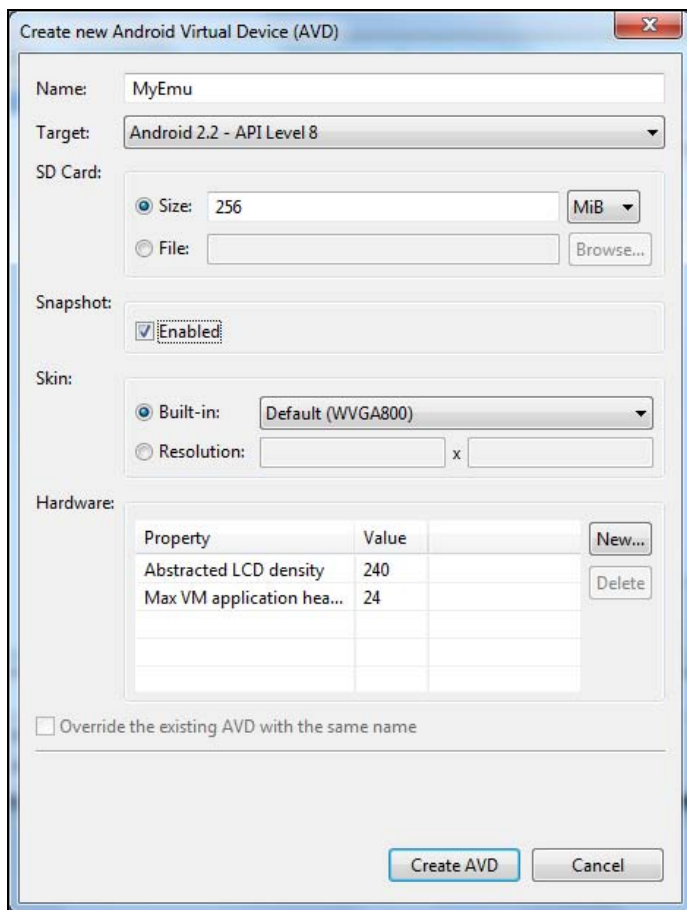 Create new Android Virtual Device (AVD)
Name: MyEmu
Target: Android 2.2 - API Level 8
SD Card:
Size: 256 MiB
File: Browse...
Snapshot:
Enabled
Skin:
Built-in: Default (WVGA800)
Resolution: x
Hardware:
Property Value New...
Abstracted LCD density 240 Delete
Max VM application hea... 24
Override the existing AVD with the same name
Create AVD Cancel